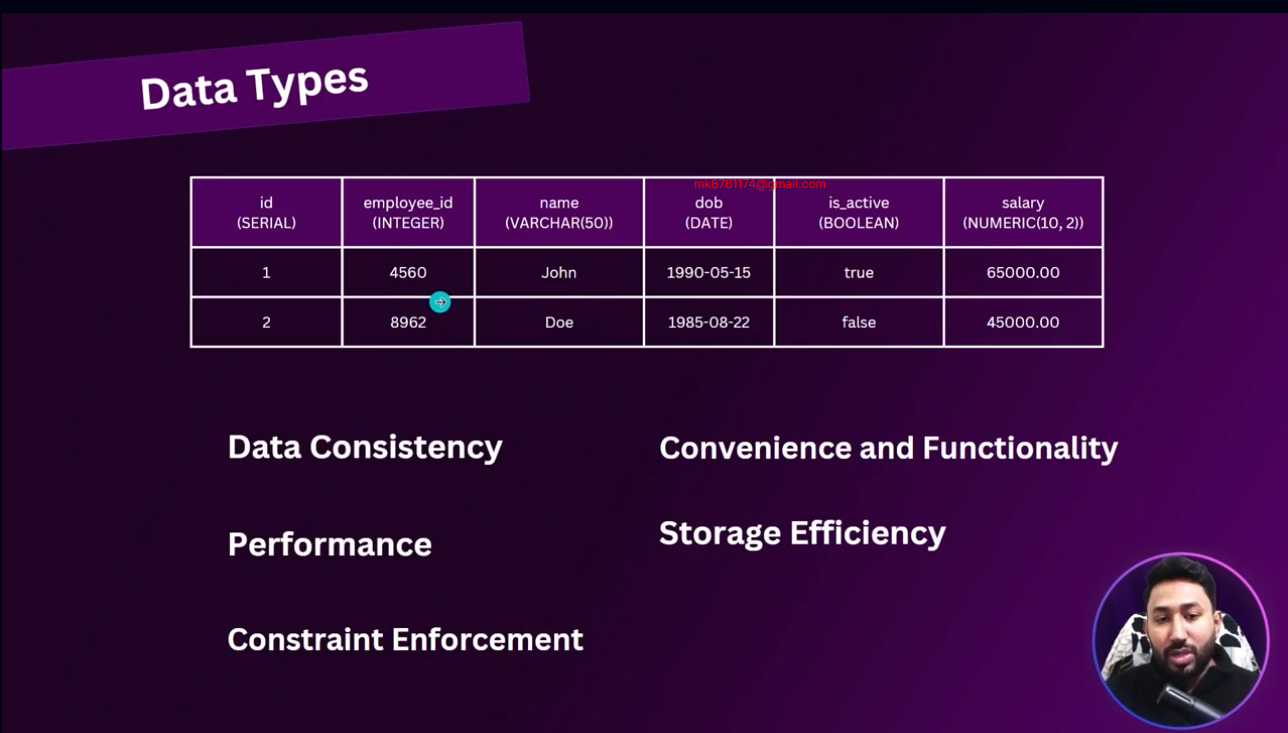 Data Types
mk8761174@gmail.com
id
(SERIAL)
employee_id
(INTEGER)
name
(VARCHAR(50))
dob
(DATE)
is_active
(BOOLEAN)
salary
(NUMERIC(10, 2))
1
4560
John
1990-05-15
true
65000.00
2
8962
Doe
1985-08-22
false
45000.00
Data Consistency
Convenience and Functionality
Performance
Storage Efficiency
Constraint Enforcement